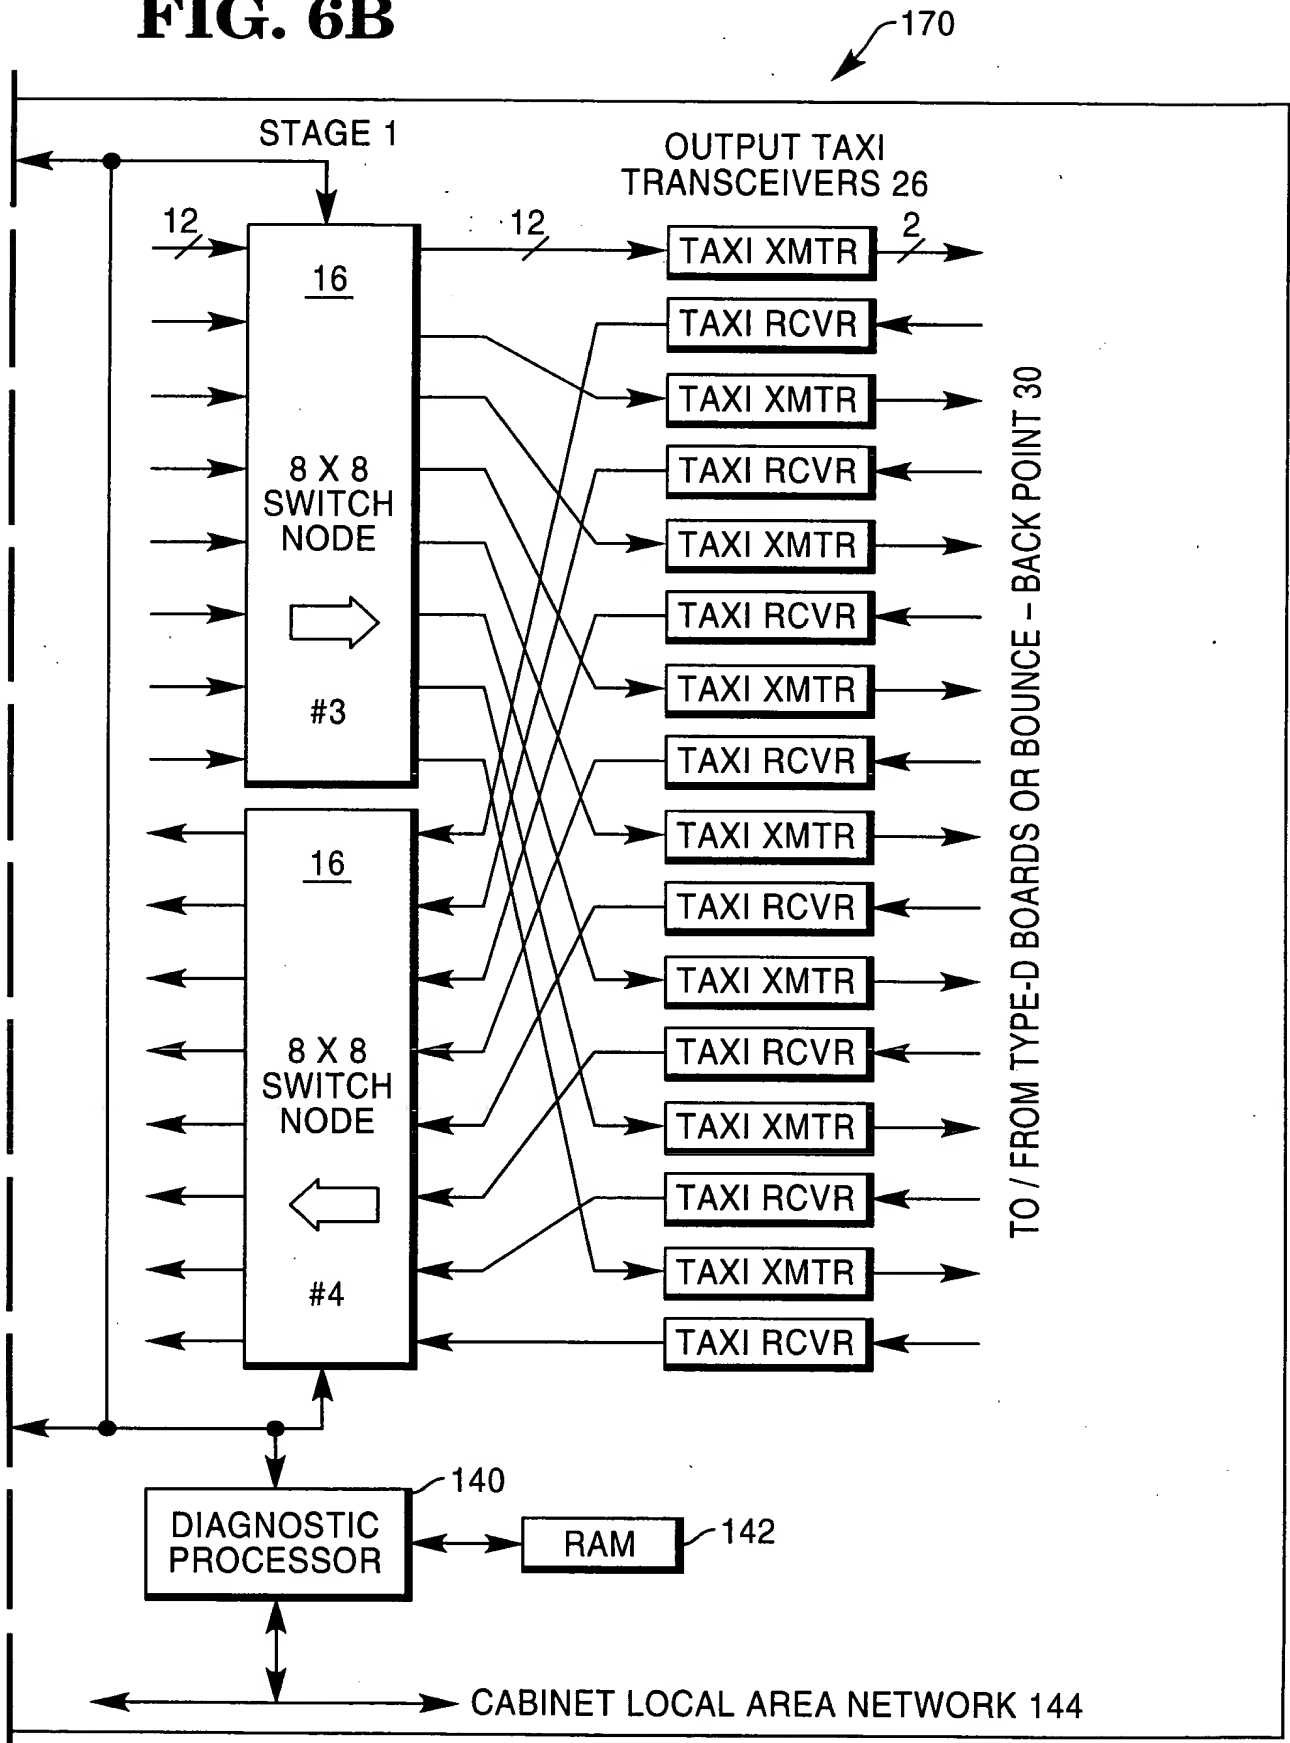 FIG. 6B
170
STAGE 1
OUTPUT TAXI
TRANSCEIVERS 26
12
12
2
16
8 X 8
SWITCH
NODE
#3
16
8 X 8
SWITCH
NODE
#4
TAXI XMTR
TAXI RCVR
TAXI XMTR
TAXI RCVR
TAXI XMTR
TAXI RCVR
TAXI XMTR
TAXI RCVR
TAXI XMTR
TAXI RCVR
TAXI XMTR
TAXI RCVR
TAXI XMTR
TAXI RCVR
TAXI XMTR
TAXI RCVR
TO / FROM TYPE-D BOARDS OR BOUNCE – BACK POINT 30
DIAGNOSTIC
PROCESSOR
140
RAM
142
CABINET LOCAL AREA NETWORK 144